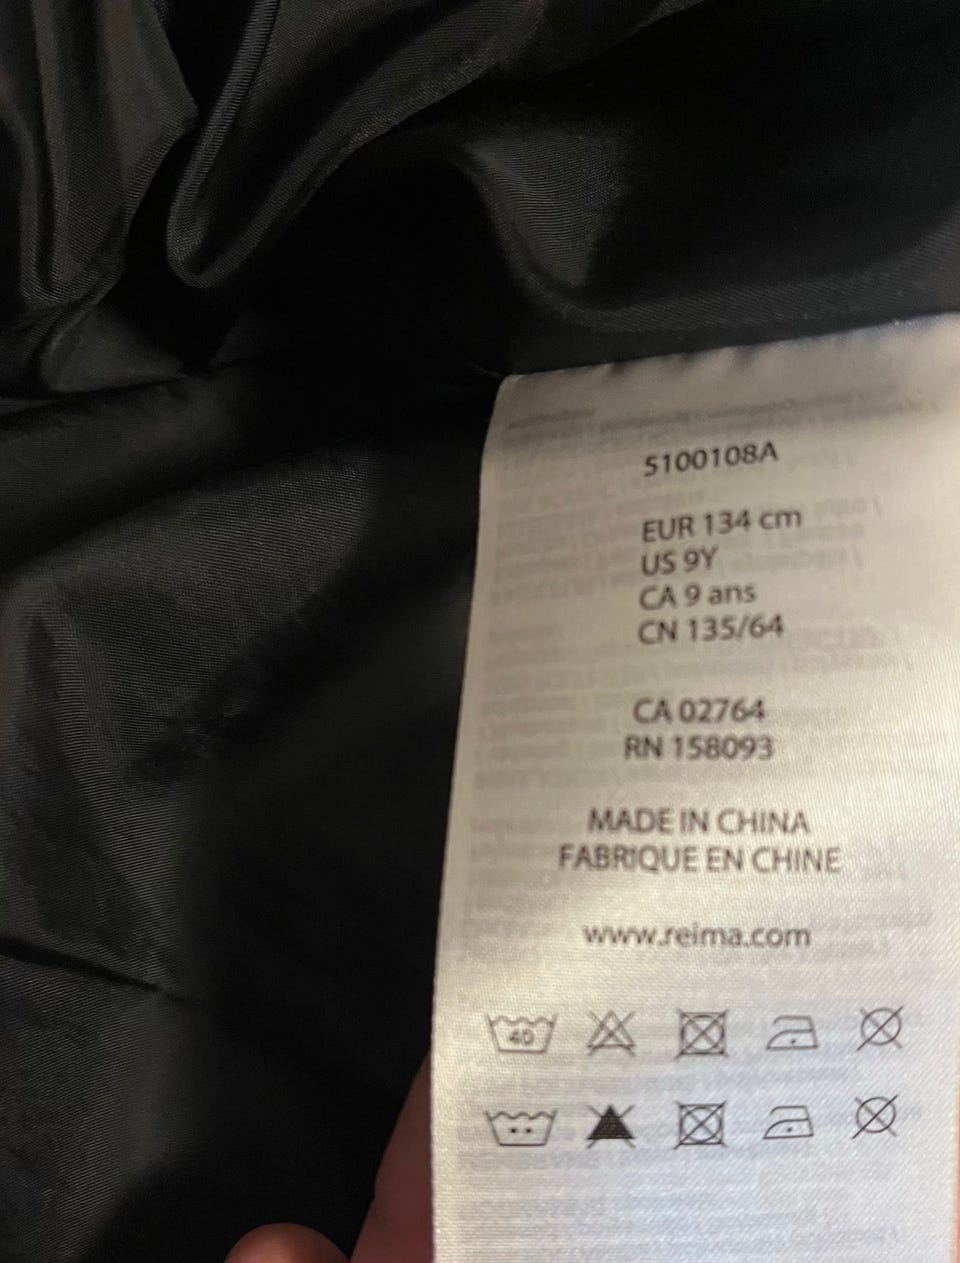 5100108A
EUR 134 cm
US 9Y
CA 9 ans
CN 135/64
CA 02764
RN 158093
MADE IN CHINA
FABRIQUE EN CHINE
www.reima.com
40